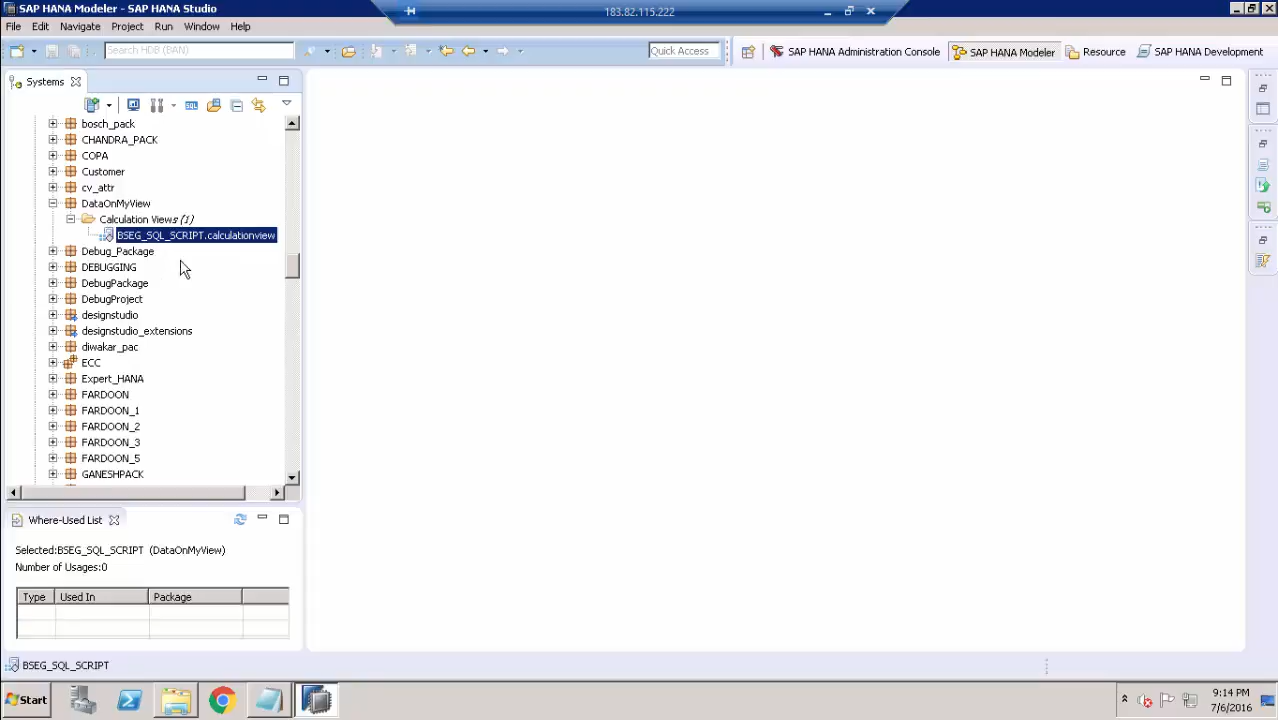 SAP HANA Modeler - SAP HANA Studio
183.82.115.222
File Edit Navigate Project Run Window Help
Search HDB (BAN)
Quick Access
SAP HANA Administration Console
SAP HANA Modeler
Resource
SAP HANA Development
Systems
SQL
bosch_pack
CHANDRA_PACK
COPA
Customer
cv_attr
DataOnMyView
Calculation Views (1)
BSEG_SQL_SCRIPT.calculationview
Debug_Package
DEBUGGING
DebugPackage
DebugProject
designstudio
designstudio_extensions
diwakar_pac
ECC
Expert_HANA
FARDOON
FARDOON_1
FARDOON_2
FARDOON_3
FARDOON_5
GANESHPACK
Where-Used List
Selected:BSEG_SQL_SCRIPT (DataOnMyView)
Number of Usages:0
Type Used In Package
BSEG_SQL_SCRIPT
Start
9:14 PM
7/6/2016